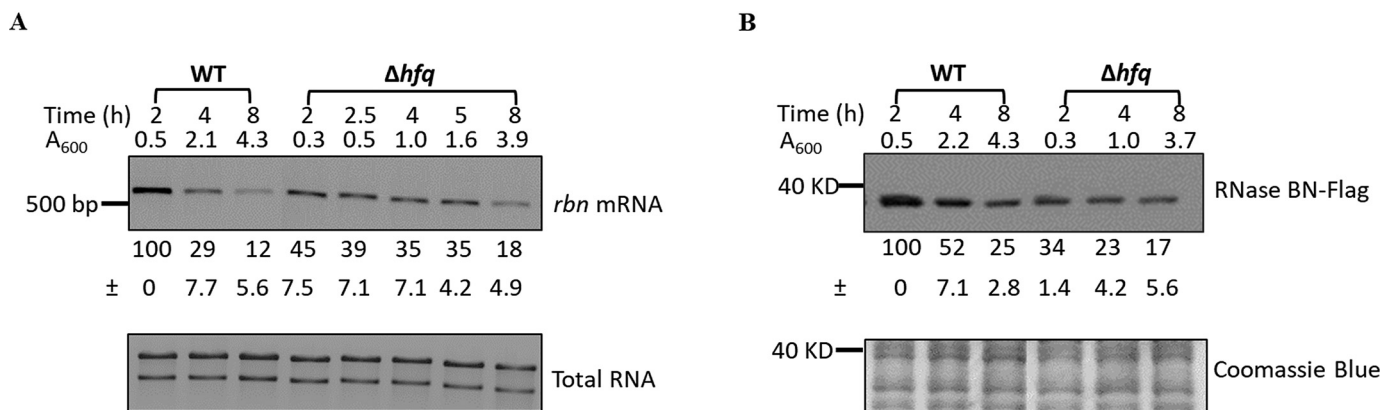 A
WT Δhfq
Time (h) 2 4 8 2 2.5 4 5 8
A600 0.5 2.1 4.3 0.3 0.5 1.0 1.6 3.9
500 bp
rbn mRNA
100 29 12 45 39 35 35 18
± 0 7.7 5.6 7.5 7.1 7.1 4.2 4.9
Total RNA
B
WT Δhfq
Time (h) 2 4 8 2 4 8
A600 0.5 2.2 4.3 0.3 1.0 3.7
40 KD
RNase BN-Flag
100 52 25 34 23 17
± 0 7.1 2.8 1.4 4.2 5.6
40 KD
Coomassie Blue